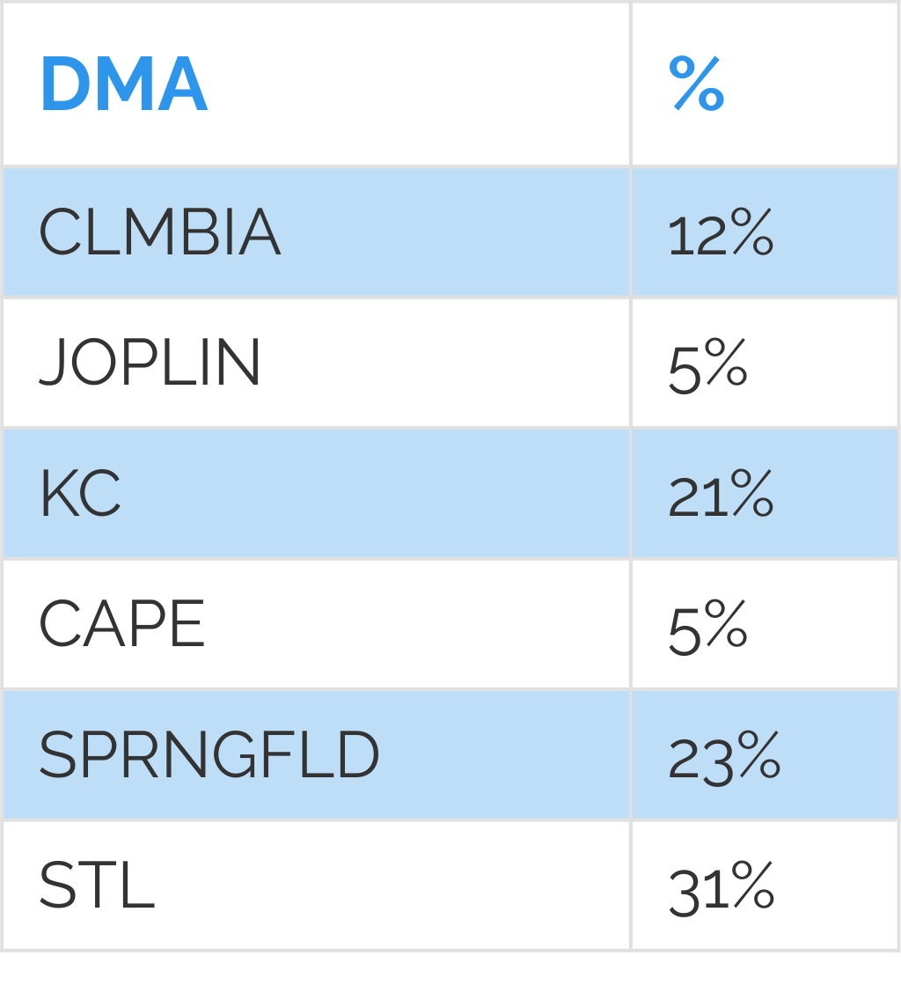 DMA %
CLMBIA 12%
JOPLIN 5%
KC 21%
CAPE 5%
SPRNGFLD 23%
STL 31%